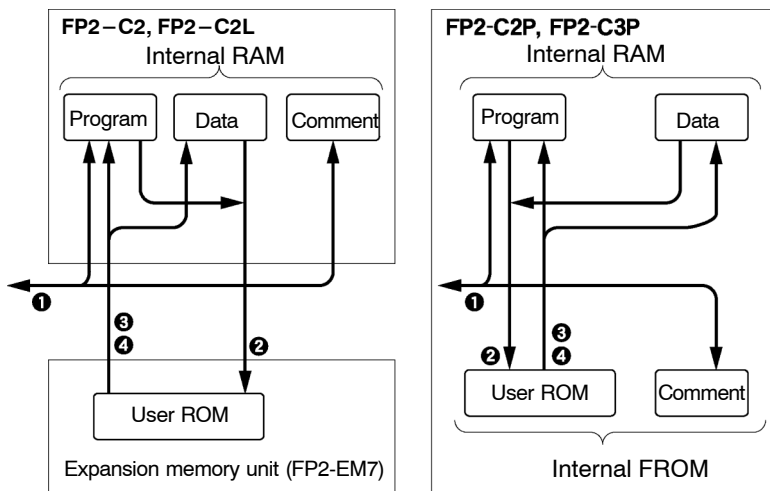 FP2–C2, FP2–C2L
Internal RAM
Program
Data
Comment
❶
❸
❹
❷
User ROM
Expansion memory unit (FP2-EM7)
FP2-C2P, FP2-C3P
Internal RAM
Program
Data
❶
❷
❸
❹
User ROM
Comment
Internal FROM